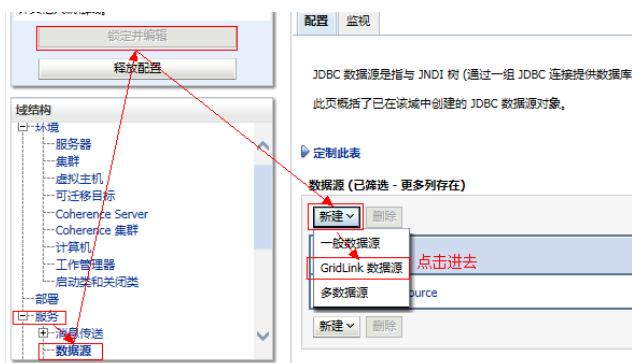 锁定并编辑
释放配置
域结构
环境
服务器
集群
虚拟主机
可迁移目标
Coherence Server
Coherence 集群
计算机
工作管理器
启动类和关闭类
部署
服务
消息传送
数据源
配置 监视
JDBC 数据源是指与 JNDI 树 (通过一组 JDBC 连接提供数据库
此页概括了已在该域中创建的 JDBC 数据源对象。
定制此表
数据源 (已筛选 - 更多列存在)
新建 删除
一般数据源
GridLink 数据源 点击进去
多数据源
ource
新建 删除